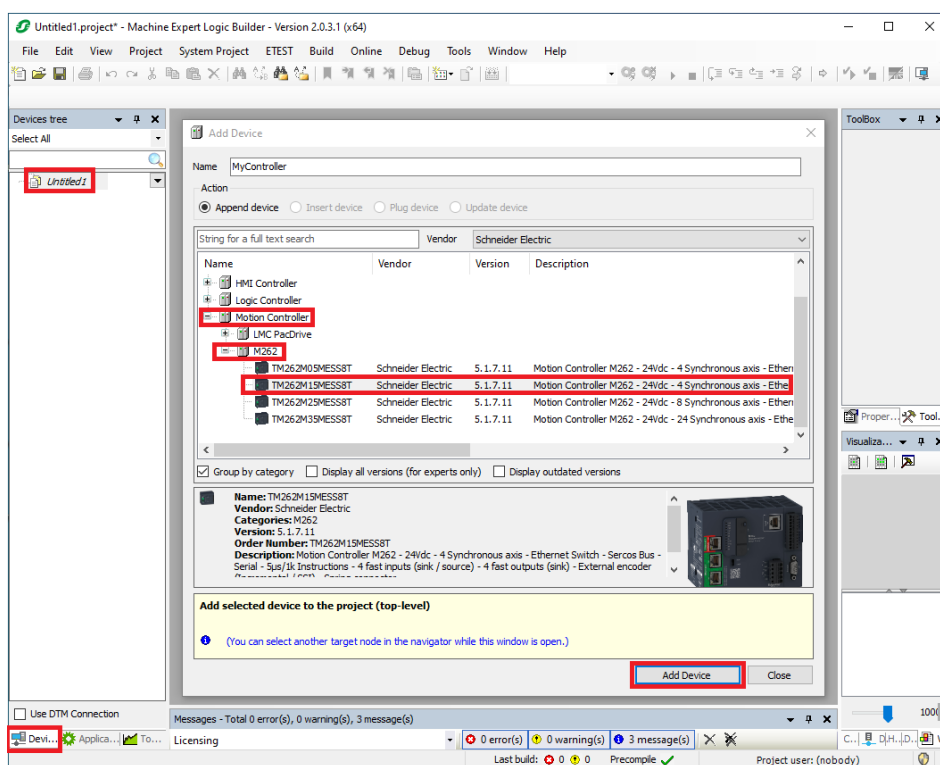 Untitled1.project* - Machine Expert Logic Builder - Version 2.0.3.1 (x64)
File Edit View Project System Project ETEST Build Online Debug Tools Window Help
Devices tree
Select All
Untitled1
Add Device
Name MyController
Action
Append device Insert device Plug device Update device
String for a full text search Vendor Schneider Electric
Name Vendor Version Description
HMI Controller
Logic Controller
Motion Controller
LMC PacDrive
M262
TM262M05MESS8T Schneider Electric 5.1.7.11 Motion Controller M262 - 24Vdc - 4 Synchronous axis - Ethern
TM262M15MESS8T Schneider Electric 5.1.7.11 Motion Controller M262 - 24Vdc - 4 Synchronous axis - Ethe
TM262M25MESS8T Schneider Electric 5.1.7.11 Motion Controller M262 - 24Vdc - 8 Synchronous axis - Ethern
TM262M35MESS8T Schneider Electric 5.1.7.11 Motion Controller M262 - 24Vdc - 24 Synchronous axis - Ethe
Group by category Display all versions (for experts only) Display outdated versions
Name: TM262M15MESS8T
Vendor: Schneider Electric
Categories: M262
Version: 5.1.7.11
Order Number: TM262M15MESS8T
Description: Motion Controller M262 - 24Vdc - 4 Synchronous axis - Ethernet Switch - Sercos Bus -
Serial - 5µs/1k Instructions - 4 fast inputs (sink / source) - 4 fast outputs (sink) - External encoder
Add selected device to the project (top-level)
(You can select another target node in the navigator while this window is open.)
Add Device Close
ToolBox
Proper... Tool.
Visualiza...
100(
Use DTM Connection
Devi... Applica... To...
Messages - Total 0 error(s), 0 warning(s), 3 message(s)
Licensing 0 error(s) 0 warning(s) 3 message(s)
C... D,H... D...
Last build: 0 0 Precompile Project user: (nobody)